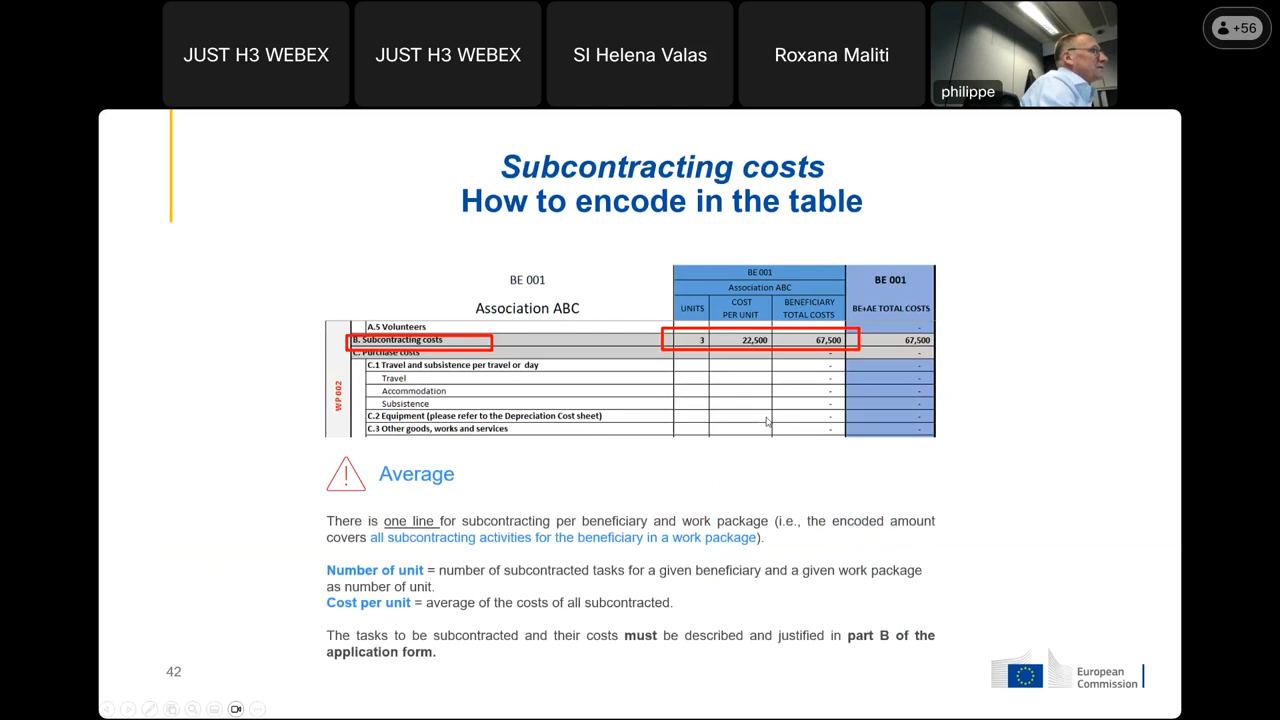 JUST H3 WEBEX
JUST H3 WEBEX
SI Helena Valas
Roxana Maliti
philippe
+56
Subcontracting costs
How to encode in the table
BE 001
Association ABC
BE 001
Association ABC
UNITS
COST PER UNIT
BENEFICIARY TOTAL COSTS
BE 001
BE+AE TOTAL COSTS
WP 002
A.5 Volunteers - -
B. Subcontracting costs 3 22,500 67,500 67,500
C. Purchase costs - -
C.1 Travel and subsistence per travel or day - -
Travel - -
Accommodation - -
Subsistence - -
C.2 Equipment (please refer to the Depreciation Cost sheet) - -
C.3 Other goods, works and services - -
Average
There is one line for subcontracting per beneficiary and work package (i.e., the encoded amount
covers all subcontracting activities for the beneficiary in a work package).
Number of unit = number of subcontracted tasks for a given beneficiary and a given work package
as number of unit.
Cost per unit = average of the costs of all subcontracted.
The tasks to be subcontracted and their costs must be described and justified in part B of the
application form.
42
European
Commission